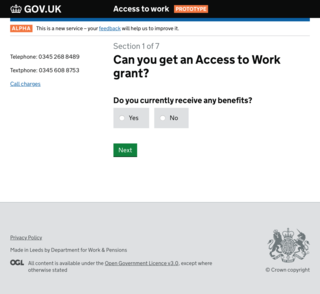 GOV.UK Access to work PROTOTYPE
ALPHA This is a new service – your feedback will help us to improve it.
Section 1 of 7
Telephone: 0345 268 8489
Can you get an Access to Work
Textphone: 0345 608 8753
grant?
Call charges
Do you currently receive any benefits?
Yes No
Next
Privacy Policy
Made in Leeds by Department for Work & Pensions
OGL All content is available under the Open Government Licence v3.0, except where
otherwise stated
© Crown copyright